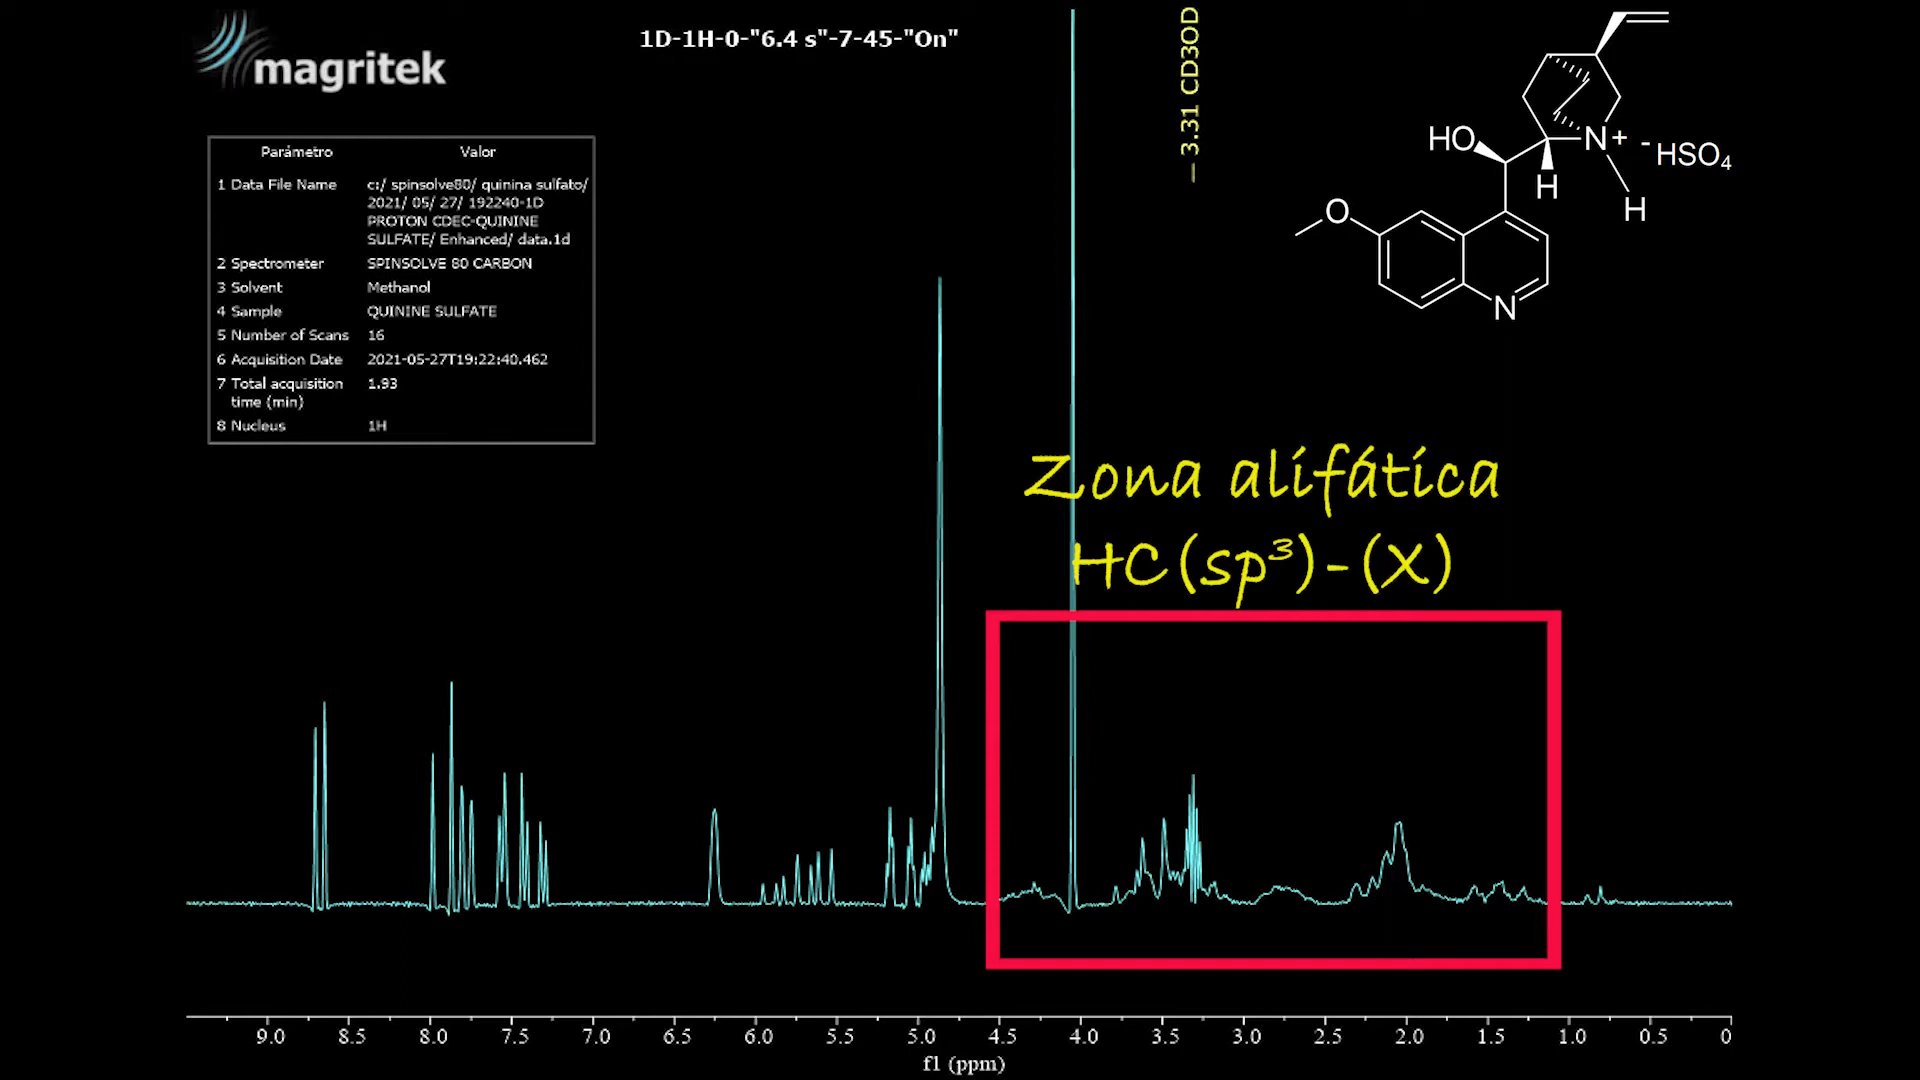 magritek
1D-1H-0-"6.4 s"-7-45-"On"
— 3.31 CD3OD
Parámetro Valor
1 Data File Name c:/ spinsolve80/ quinina sulfato/
2021/ 05/ 27/ 192240-1D
PROTON CDEC-QUININE
SULFATE/ Enhanced/ data.1d
2 Spectrometer SPINSOLVE 80 CARBON
3 Solvent Methanol
4 Sample QUININE SULFATE
5 Number of Scans 16
6 Acquisition Date 2021-05-27T19:22:40.462
7 Total acquisition 1.93
time (min)
8 Nucleus 1H
HO
N+
-HSO4
H
H
O
N
Zona alifática
HC(sp³)-(X)
9.0 8.5 8.0 7.5 7.0 6.5 6.0 5.5 5.0 4.5 4.0 3.5 3.0 2.5 2.0 1.5 1.0 0.5 0
f1 (ppm)